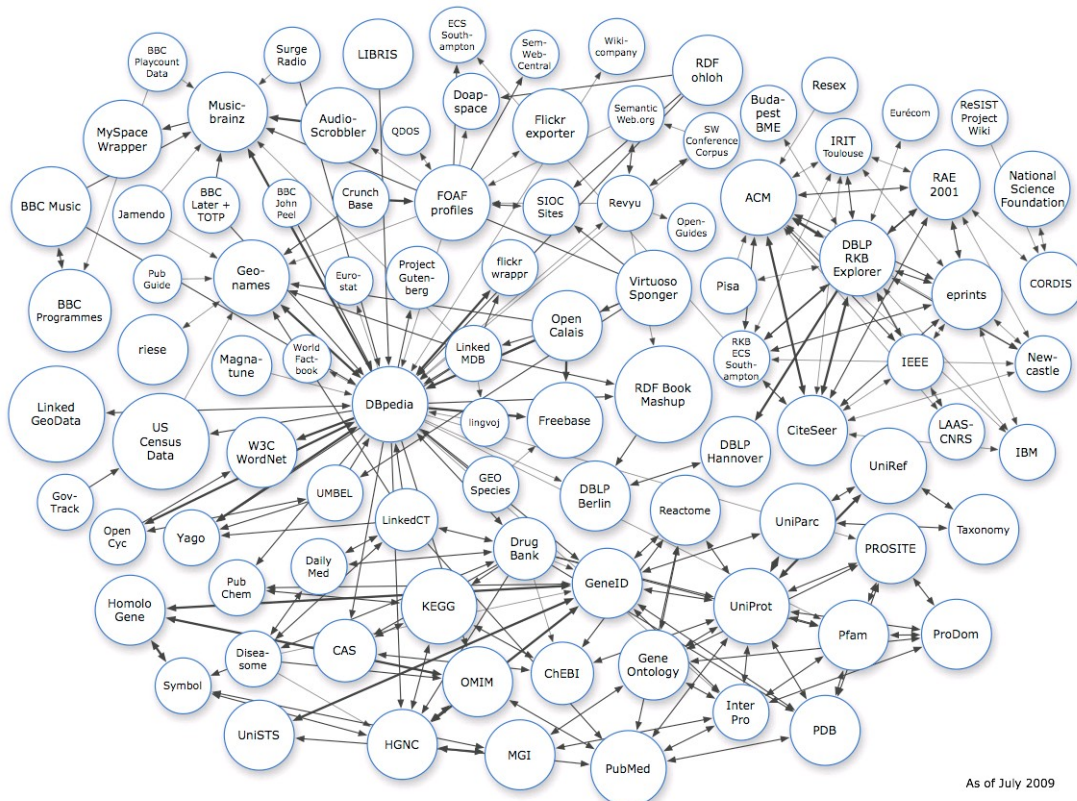 ECS
South-
ampton
Sem-
Web-
Central
Wiki-
company
BBC
Playcount
Data
Surge
Radio
LIBRIS
RDF
ohloh
Resex
Doap-
space
Music-
brainz
Audio-
Scrobbler
Flickr
exporter
Semantic
Web.org
Buda-
pest
BME
Eurécom
ReSIST
Project
Wiki
MySpace
Wrapper
QDOS
SW
Conference
Corpus
IRIT
Toulouse
RAE
2001
National
Science
Foundation
BBC Music
Jamendo
BBC
Later +
TOTP
BBC
John
Peel
Crunch
Base
FOAF
profiles
SIOC
Sites
Revyu
Open-
Guides
ACM
DBLP
RKB
Explorer
Pub
Guide
Geo-
names
Euro-
stat
Project
Guten-
berg
flickr
wrappr
Virtuoso
Sponger
Pisa
eprints
CORDIS
BBC
Programmes
riese
World
Fact-
book
Magna-
tune
Linked
MDB
Open
Calais
RKB
ECS
South-
ampton
IEEE
New-
castle
Linked
GeoData
DBpedia
RDF Book
Mashup
US
Census
Data
W3C
WordNet
lingvoj
Freebase
DBLP
Hannover
CiteSeer
LAAS-
CNRS
IBM
Gov-
Track
UMBEL
GEO
Species
DBLP
Berlin
UniRef
Open
Cyc
Yago
LinkedCT
Reactome
UniParc
Taxonomy
Pub
Chem
Daily
Med
Drug
Bank
GeneID
PROSITE
Homolo
Gene
KEGG
UniProt
Pfam
ProDom
Disea-
some
CAS
ChEBI
Gene
Ontology
Symbol
OMIM
Inter
Pro
UniSTS
HGNC
MGI
PubMed
PDB
As of July 2009